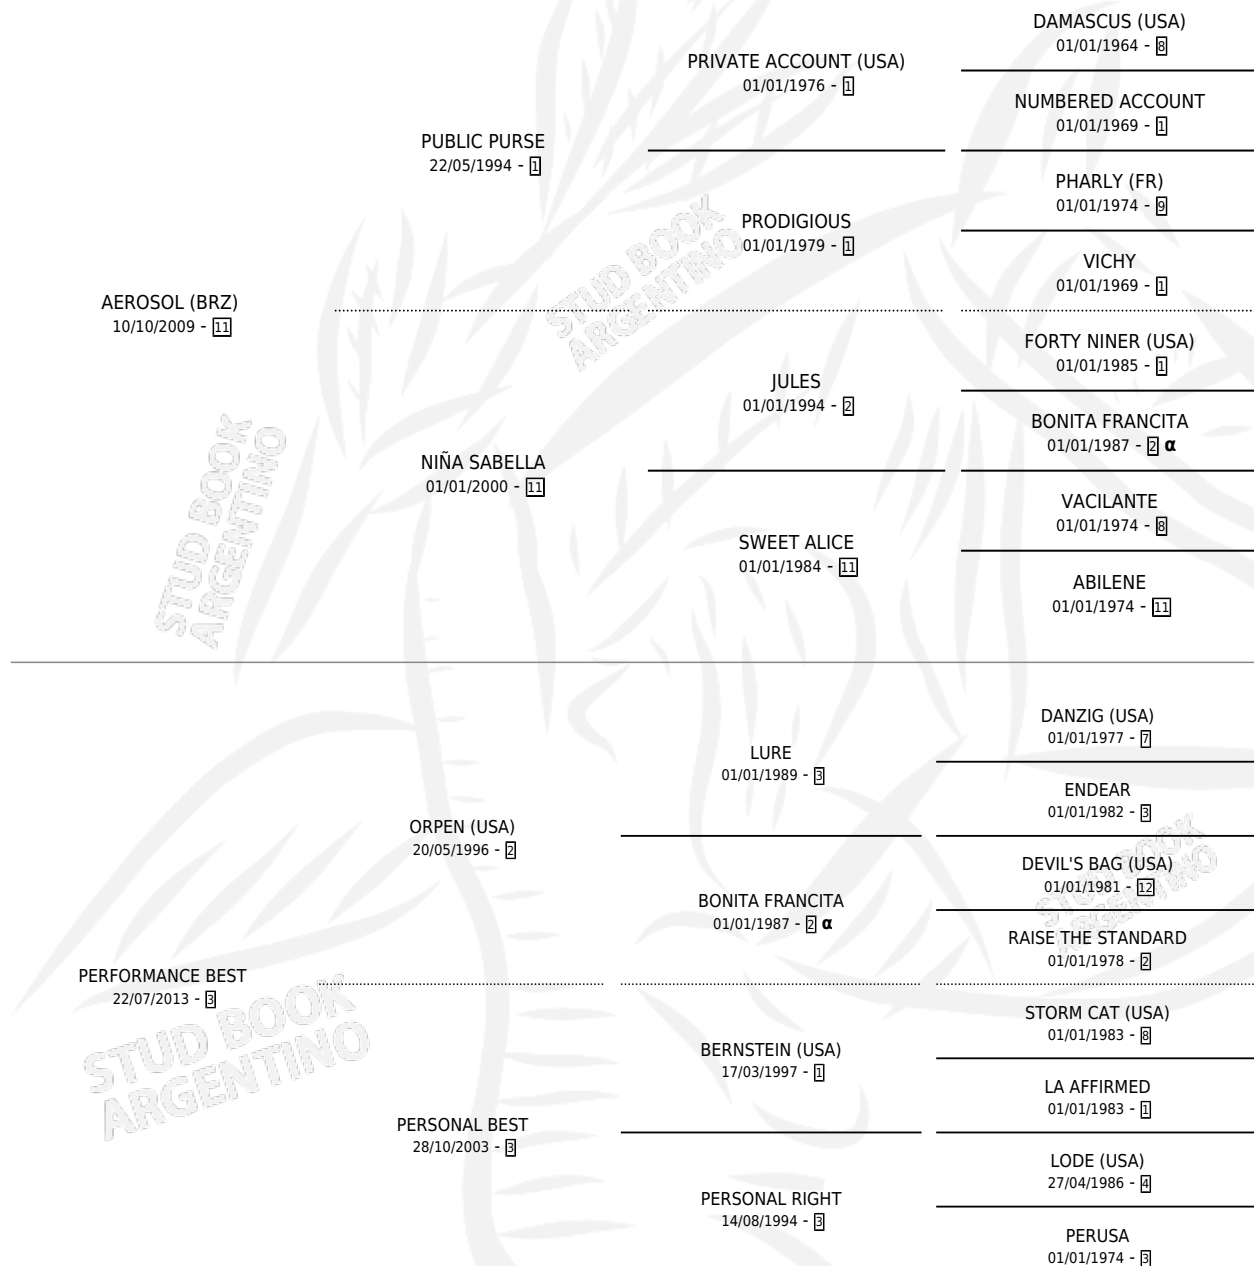 DAMASCUS (USA)
01/01/1964 - 8
PRIVATE ACCOUNT (USA)
01/01/1976 - 1
NUMBERED ACCOUNT
01/01/1969 - 1
PUBLIC PURSE
22/05/1994 - 1
PHARLY (FR)
01/01/1974 - 9
PRODIGIOUS
01/01/1979 - 1
VICHY
01/01/1969 - 1
AEROSOL (BRZ)
10/10/2009 - 11
FORTY NINER (USA)
01/01/1985 - 1
JULES
01/01/1994 - 2
BONITA FRANCITA
01/01/1987 - 2 α
NIÑA SABELLA
01/01/2000 - 11
VACILANTE
01/01/1974 - 8
SWEET ALICE
01/01/1984 - 11
ABILENE
01/01/1974 - 11
DANZIG (USA)
01/01/1977 - 7
LURE
01/01/1989 - 3
ENDEAR
01/01/1982 - 3
ORPEN (USA)
20/05/1996 - 2
DEVIL'S BAG (USA)
01/01/1981 - 12
BONITA FRANCITA
01/01/1987 - 2 α
RAISE THE STANDARD
01/01/1978 - 2
PERFORMANCE BEST
22/07/2013 - 3
STORM CAT (USA)
01/01/1983 - 8
BERNSTEIN (USA)
17/03/1997 - 1
LA AFFIRMED
01/01/1983 - 1
PERSONAL BEST
28/10/2003 - 3
LODE (USA)
27/04/1986 - 4
PERSONAL RIGHT
14/08/1994 - 3
PERUSA
01/01/1974 - 3
STUD BOOK
ARGENTINO
STUD BOOK
ARGENTINO
STUD BOOK
ARGENTINO
STUD BOOK
ARGENTINO